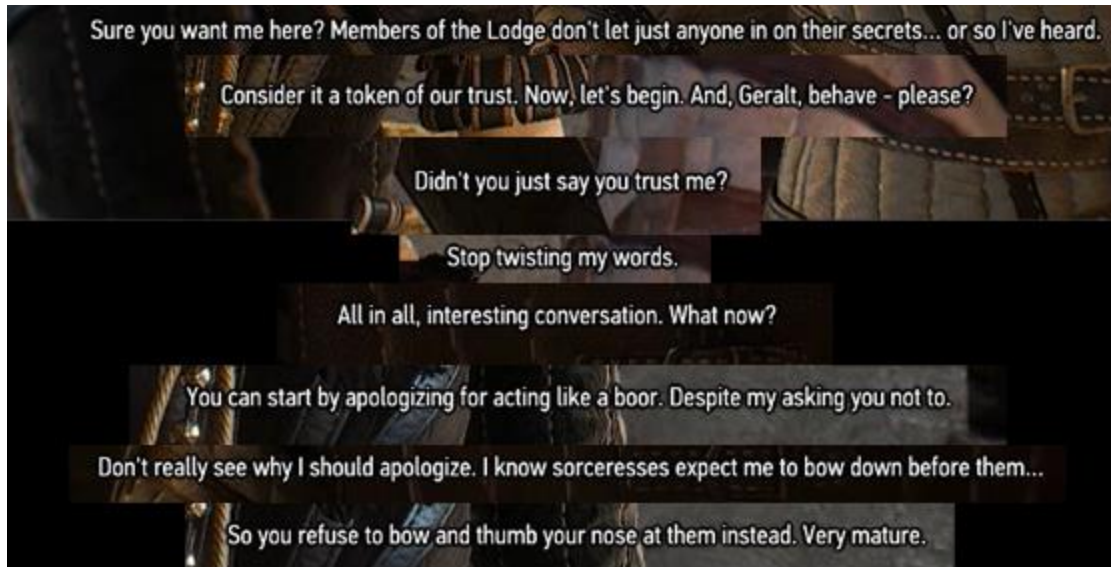 Sure you want me here? Members of the Lodge don't let just anyone in on their secrets... or so I've heard.
Consider it a token of our trust. Now, let's begin. And, Geralt, behave - please?
Didn't you just say you trust me?
Stop twisting my words.
All in all, interesting conversation. What now?
You can start by apologizing for acting like a boor. Despite my asking you not to.
Don't really see why I should apologize. I know sorceresses expect me to bow down before them...
So you refuse to bow and thumb your nose at them instead. Very mature.